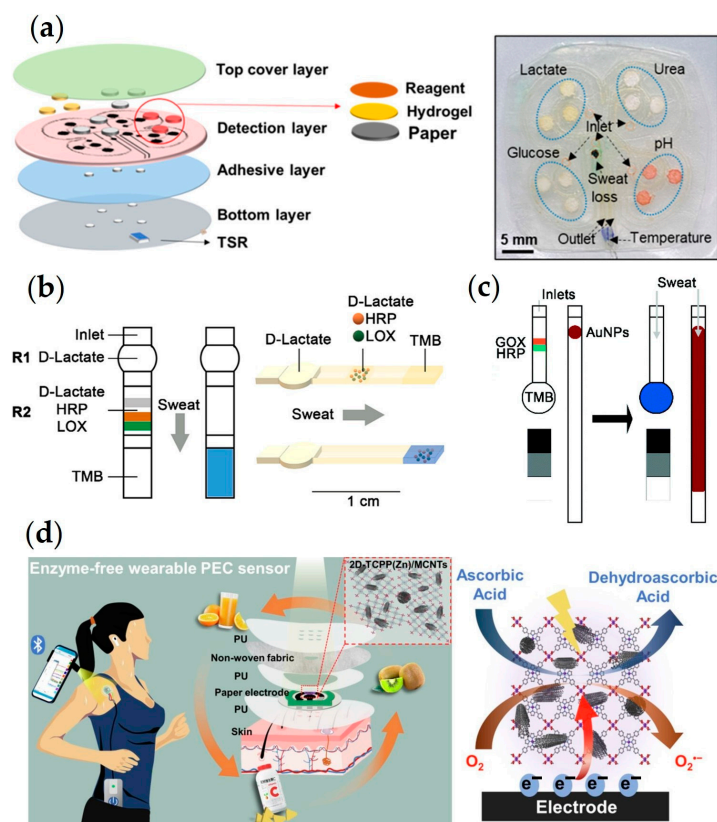 (a)
Top cover layer
Detection layer
Adhesive layer
Bottom layer
TSR
Reagent
Hydrogel
Paper
Lactate
Urea
Inlet
Glucose
pH
Sweat
loss
Outlet
Temperature
5 mm
(b)
Inlet
R1
D-Lactate
D-Lactate
R2
HRP
LOX
TMB
Sweat
D-Lactate
D-Lactate
HRP
LOX
TMB
Sweat
1 cm
(c)
Inlets
GOX
HRP
AuNPs
TMB
Sweat
(d)
Enzyme-free wearable PEC sensor
2D-TCPP(Zn)/MCNTs
PU
Non-woven fabric
PU
Paper electrode
PU
Skin
C
Ascorbic
Acid
Dehydroascorbic
Acid
O₂
O₂•−
e− e− e− e−
Electrode